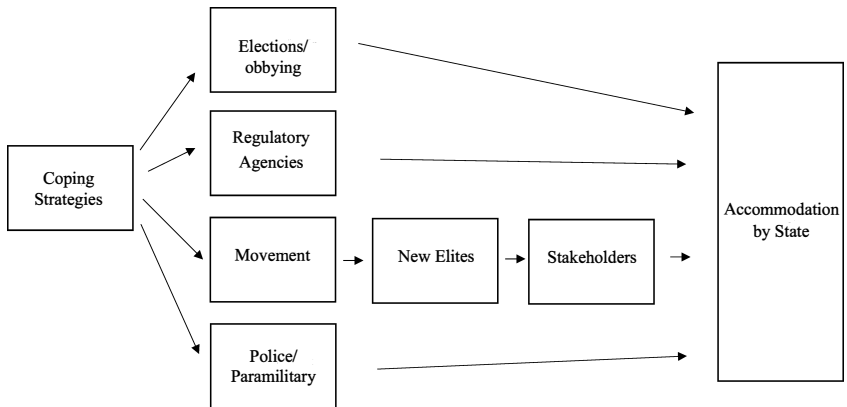 Elections/
obbying
Regulatory
Agencies
Coping
Strategies
Movement
New Elites
Stakeholders
Accommodation
by State
Police/
Paramilitary